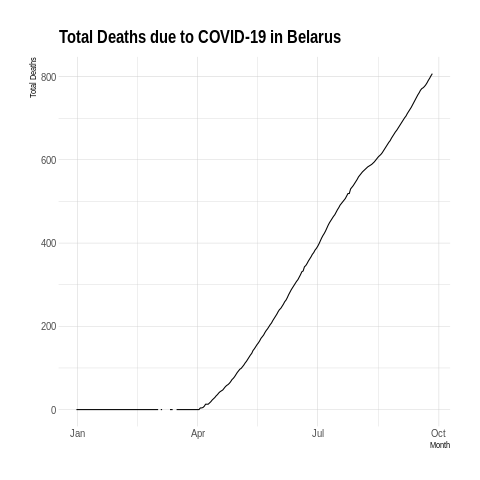 Total Deaths due to COVID-19 in Belarus
Total Deaths
800
600
400
200
0
Jan Apr Jul Oct
Month